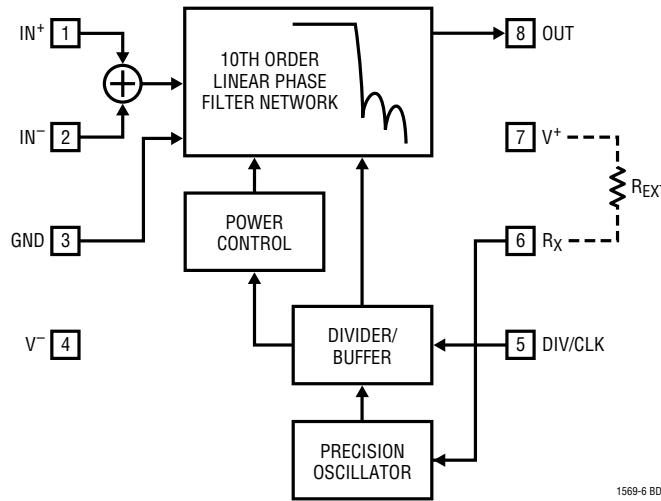 IN+ 1
10TH ORDER
LINEAR PHASE
FILTER NETWORK
8 OUT
IN− 2
7 V+
REXT
GND 3
POWER
CONTROL
6 RX
V− 4
DIVIDER/
BUFFER
5 DIV/CLK
PRECISION
OSCILLATOR
1569-6 BD